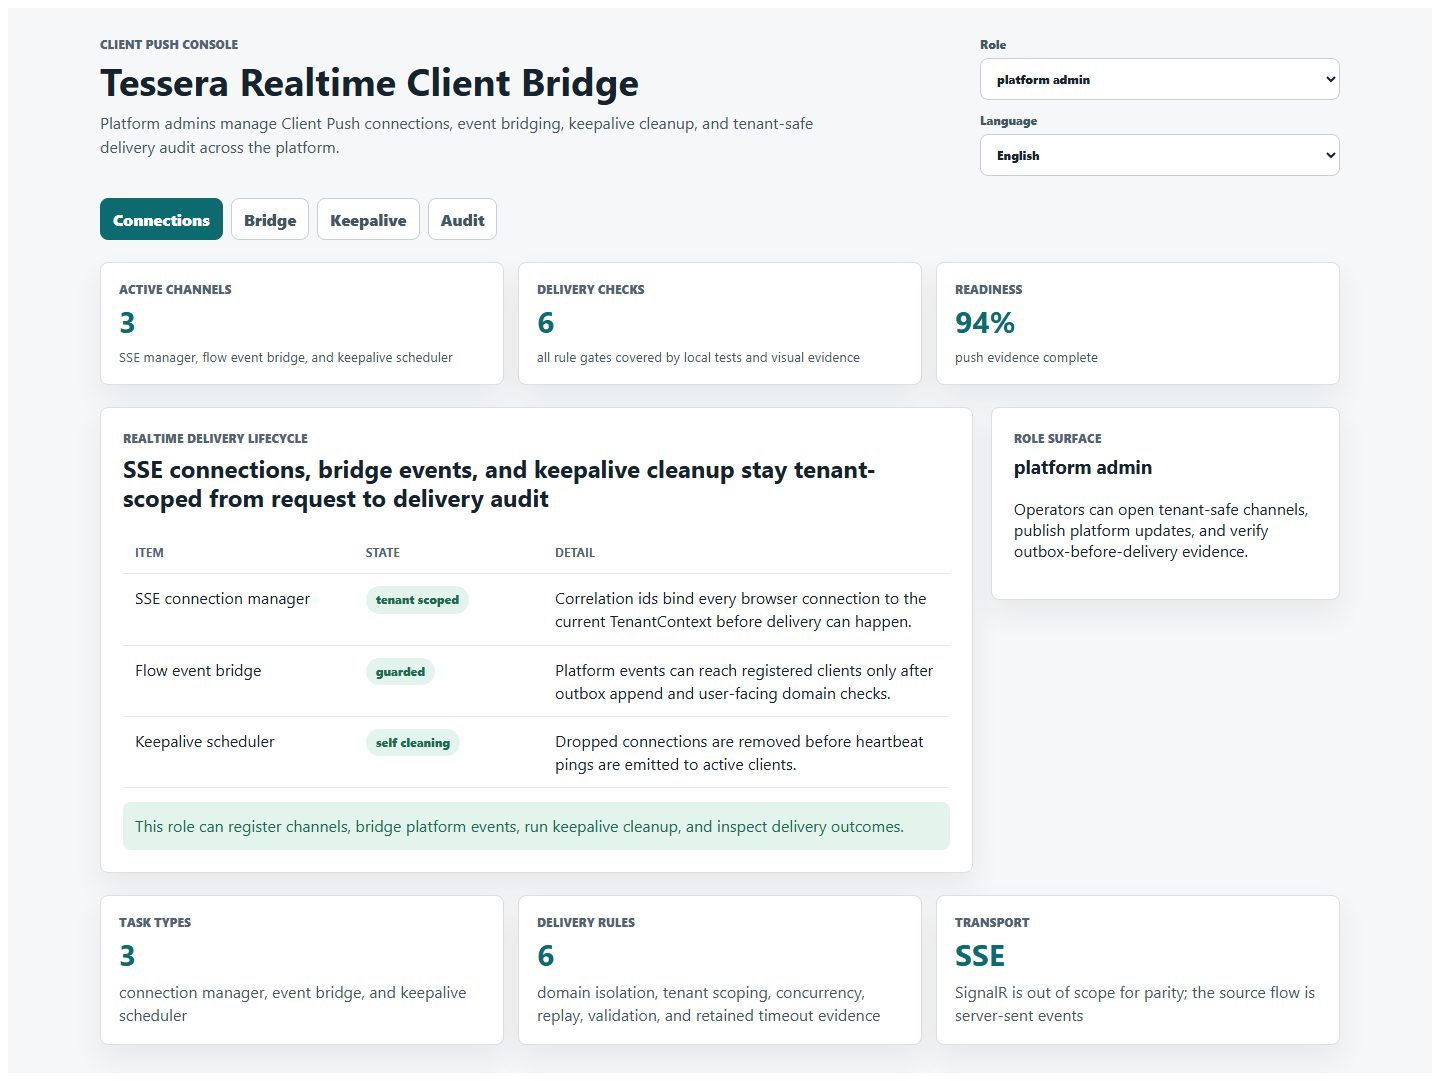 CLIENT PUSH CONSOLE
Tessera Realtime Client Bridge
Platform admins manage Client Push connections, event bridging, keepalive cleanup, and tenant-safe
delivery audit across the platform.
Role
platform admin
Language
English
Connections
Bridge
Keepalive
Audit
ACTIVE CHANNELS
3
SSE manager, flow event bridge, and keepalive scheduler
DELIVERY CHECKS
6
all rule gates covered by local tests and visual evidence
READINESS
94%
push evidence complete
REALTIME DELIVERY LIFECYCLE
SSE connections, bridge events, and keepalive cleanup stay tenant-
scoped from request to delivery audit
ITEM STATE DETAIL
SSE connection manager
tenant scoped
Correlation ids bind every browser connection to the
current TenantContext before delivery can happen.
Flow event bridge
guarded
Platform events can reach registered clients only after
outbox append and user-facing domain checks.
Keepalive scheduler
self cleaning
Dropped connections are removed before heartbeat
pings are emitted to active clients.
This role can register channels, bridge platform events, run keepalive cleanup, and inspect delivery outcomes.
ROLE SURFACE
platform admin
Operators can open tenant-safe channels,
publish platform updates, and verify
outbox-before-delivery evidence.
TASK TYPES
3
connection manager, event bridge, and keepalive
scheduler
DELIVERY RULES
6
domain isolation, tenant scoping, concurrency,
replay, validation, and retained timeout evidence
TRANSPORT
SSE
SignalR is out of scope for parity; the source flow is
server-sent events